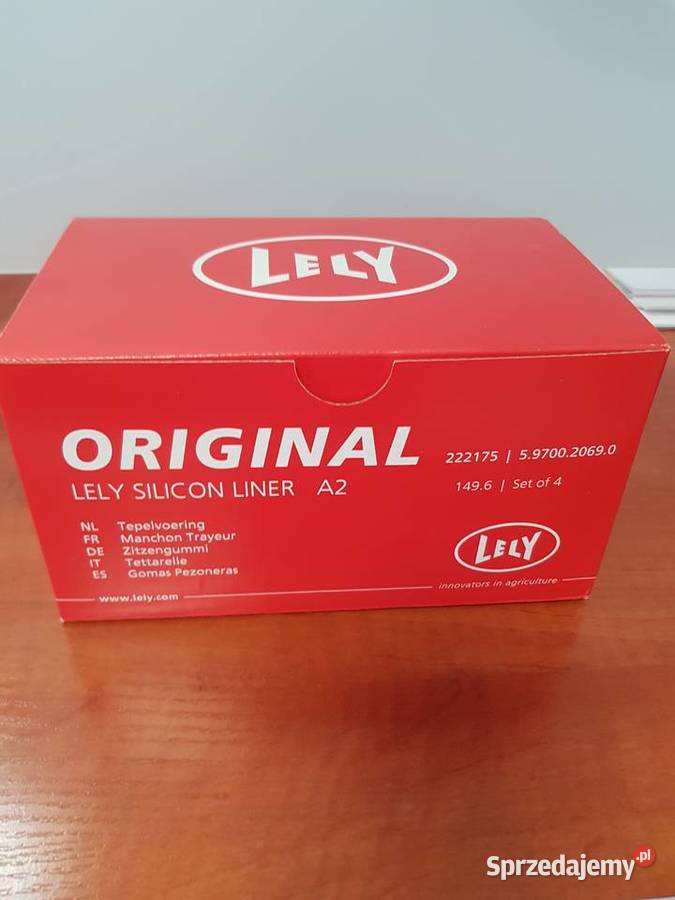 LELY
ORIGINAL
LELY SILICON LINER A2
222175 | 5.9700.2069.0
149.6 | Set of 4
NL Tepelvoering
FR Manchon Trayeur
DE Zitzengummi
IT Tettarelle
ES Gomas Pezoneras
www.lely.com
LELY
innovators in agriculture
Sprzedajemy.pl